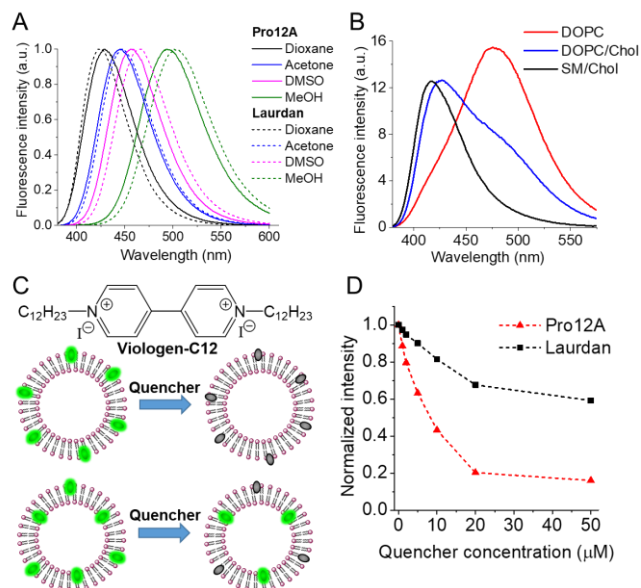 A
Fluorescence intensity (a.u.)
1.0
0.8
0.6
0.4
0.2
0.0
400 450 500 550 600
Wavelength (nm)
Pro12A
Dioxane
Acetone
DMSO
MeOH
Laurdan
Dioxane
Acetone
DMSO
MeOH
B
Fluorescence intensity (a.u.)
16
12
8
4
0
400 450 500 550
Wavelength (nm)
DOPC
DOPC/Chol
SM/Chol
C
C₁₂H₂₃-N⊕ ⊕N-C₁₂H₂₃
I⊖ I⊖
Viologen-C12
Quencher
Quencher
D
Normalized intensity
1.0
0.8
0.6
0.4
0.2
0.0
0 10 20 30 40 50
Quencher concentration (μM)
Pro12A
Laurdan